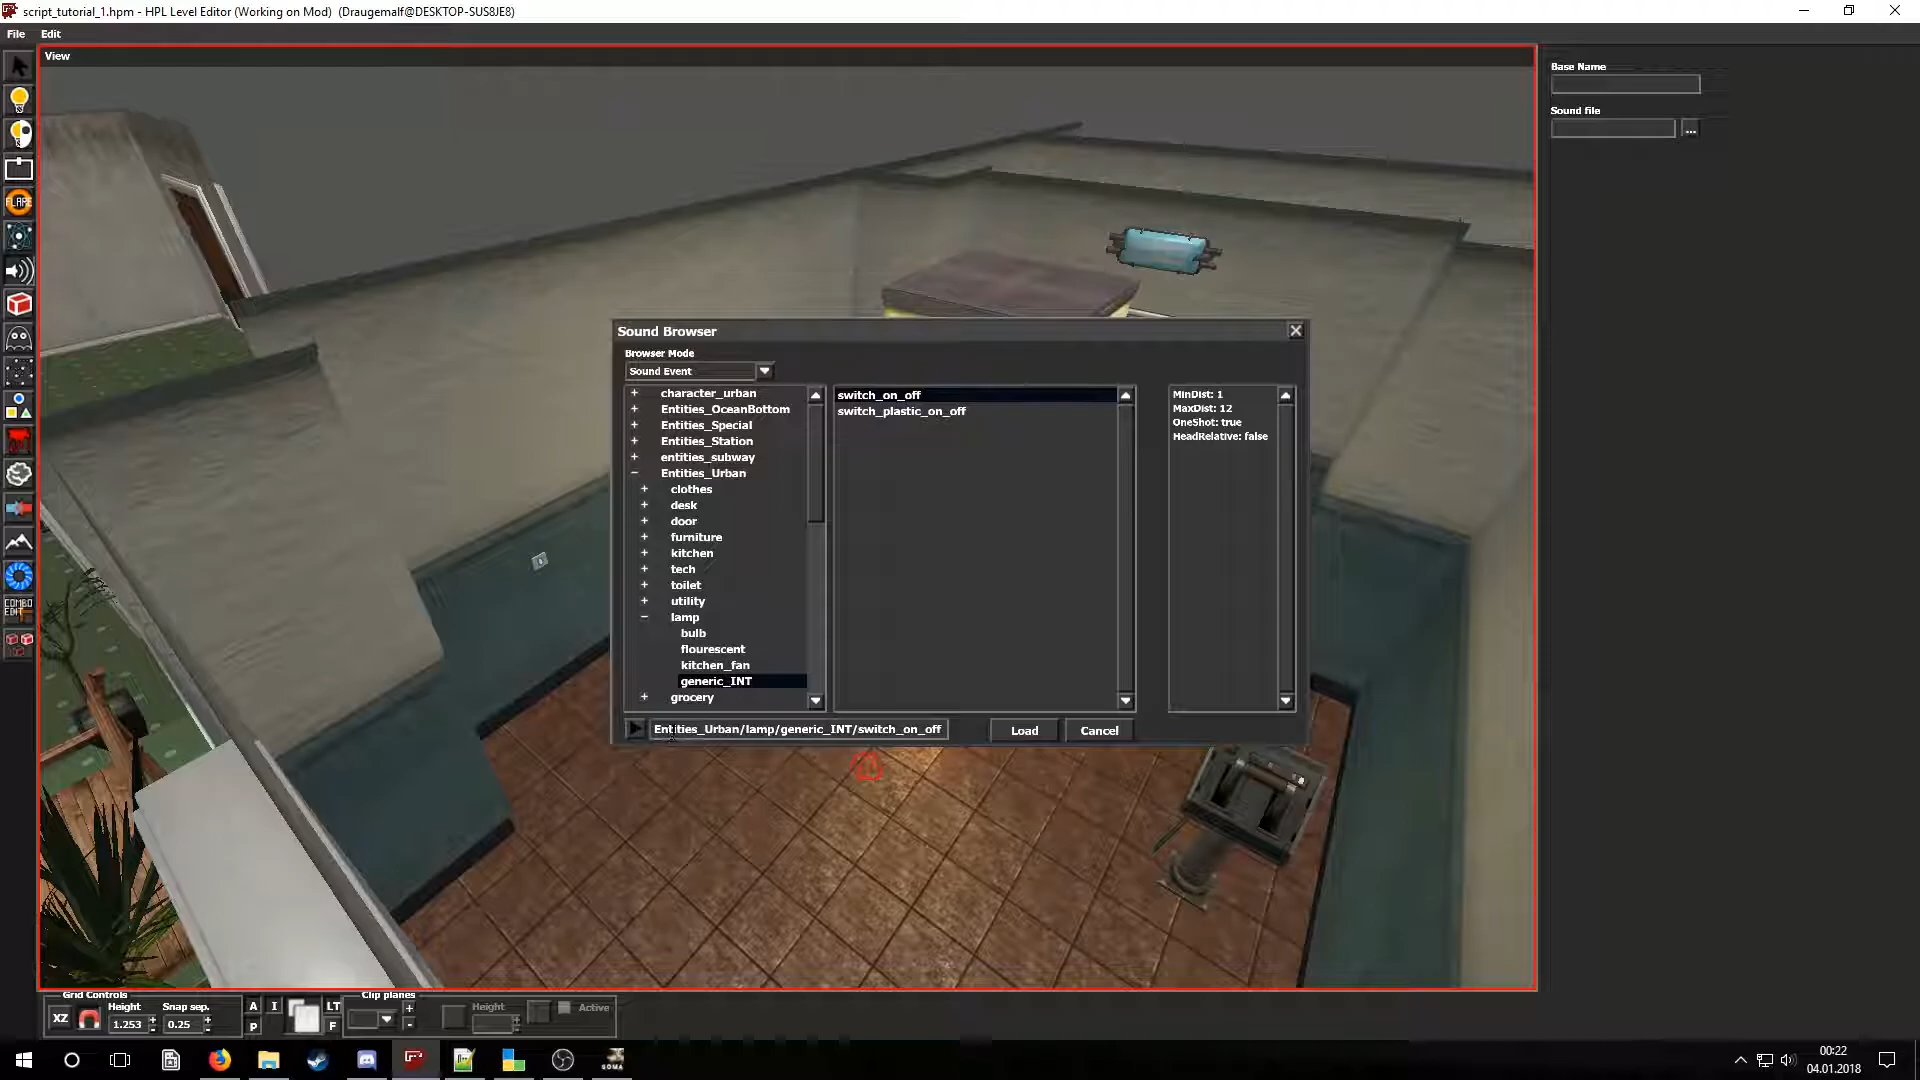 script_tutorial_1.hpm - HPL Level Editor (Working on Mod)  (Draugemalf@DESKTOP-SUS8JE8)
File Edit
View
FLARE
COMBO
EDIT
Base Name
Sound file
...
Sound Browser
Browser Mode
Sound Event
+ character_urban
+ Entities_OceanBottom
+ Entities_Special
+ Entities_Station
+ entities_subway
- Entities_Urban
+ clothes
+ desk
+ door
+ furniture
+ kitchen
+ tech
+ toilet
+ utility
- lamp
bulb
flourescent
kitchen_fan
generic_INT
+ grocery
switch_on_off
switch_plastic_on_off
MinDist: 1
MaxDist: 12
OneShot: true
HeadRelative: false
Entities_Urban/lamp/generic_INT/switch_on_off
Load
Cancel
Grid Controls
XZ
Height
1.253
Snap sep.
0.25
A I
P
LT
F
Clip planes
+
-
Height
Active
SOMA
00:22
04.01.2018